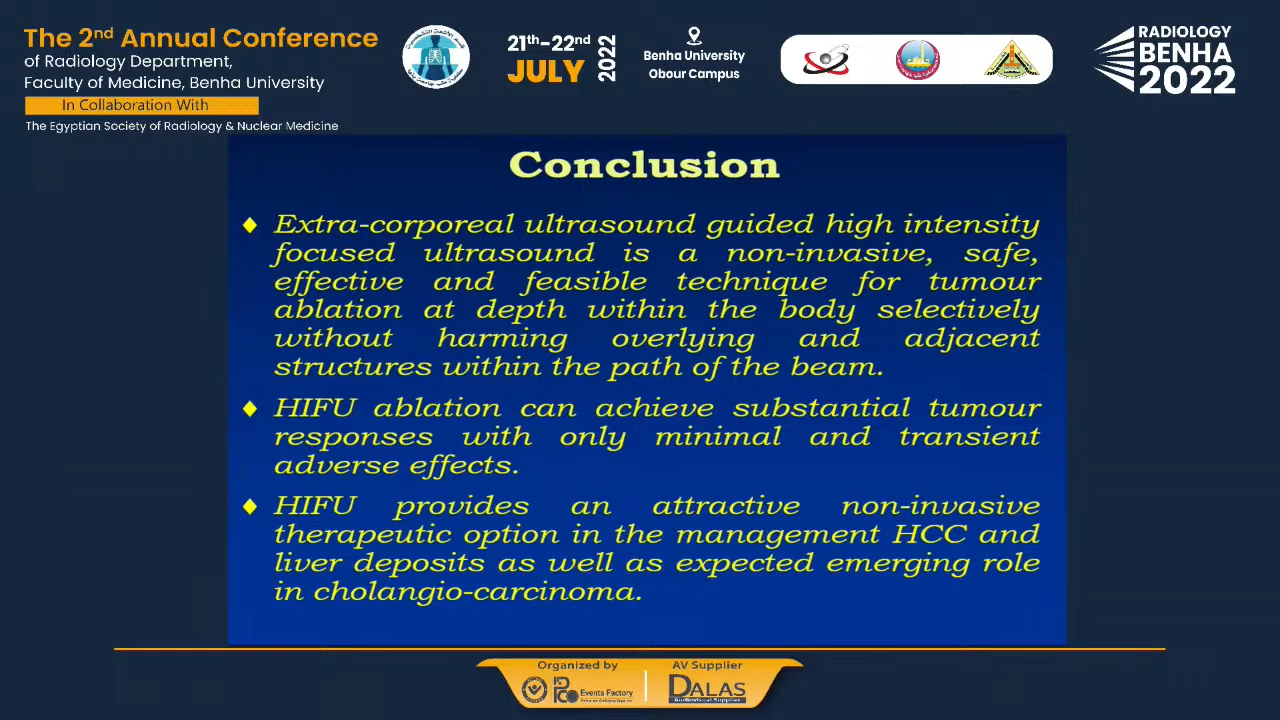 The 2nd Annual Conference
of Radiology Department,
Faculty of Medicine, Benha University
In Collaboration With
The Egyptian Society of Radiology & Nuclear Medicine
21th-22nd
JULY
2022
Benha University
Obour Campus
RADIOLOGY
BENHA
2022
Conclusion
Extra-corporeal ultrasound guided high intensity
focused ultrasound is a non-invasive, safe,
effective and feasible technique for tumour
ablation at depth within the body selectively
without harming overlying and adjacent
structures within the path of the beam.
HIFU ablation can achieve substantial tumour
responses with only minimal and transient
adverse effects.
HIFU provides an attractive non-invasive
therapeutic option in the management HCC and
liver deposits as well as expected emerging role
in cholangio-carcinoma.
Organized by
Events Factory
AV Supplier
DALAS